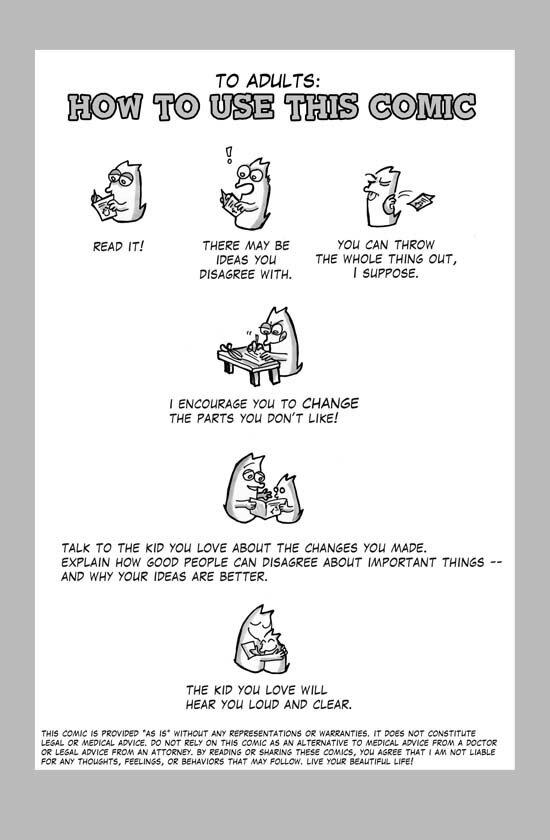 TO ADULTS:
HOW TO USE THIS COMIC
!
READ IT!
THERE MAY BE
IDEAS YOU
DISAGREE WITH.
YOU CAN THROW
THE WHOLE THING OUT,
I SUPPOSE.
I ENCOURAGE YOU TO CHANGE
THE PARTS YOU DON'T LIKE!
TALK TO THE KID YOU LOVE ABOUT THE CHANGES YOU MADE.
EXPLAIN HOW GOOD PEOPLE CAN DISAGREE ABOUT IMPORTANT THINGS --
AND WHY YOUR IDEAS ARE BETTER.
THE KID YOU LOVE WILL
HEAR YOU LOUD AND CLEAR.
THIS COMIC IS PROVIDED "AS IS" WITHOUT ANY REPRESENTATIONS OR WARRANTIES. IT DOES NOT CONSTITUTE
LEGAL OR MEDICAL ADVICE. DO NOT RELY ON THIS COMIC AS AN ALTERNATIVE TO MEDICAL ADVICE FROM A DOCTOR
OR LEGAL ADVICE FROM AN ATTORNEY. BY READING OR SHARING THESE COMICS, YOU AGREE THAT I AM NOT LIABLE
FOR ANY THOUGHTS, FEELINGS, OR BEHAVIORS THAT MAY FOLLOW. LIVE YOUR BEAUTIFUL LIFE!